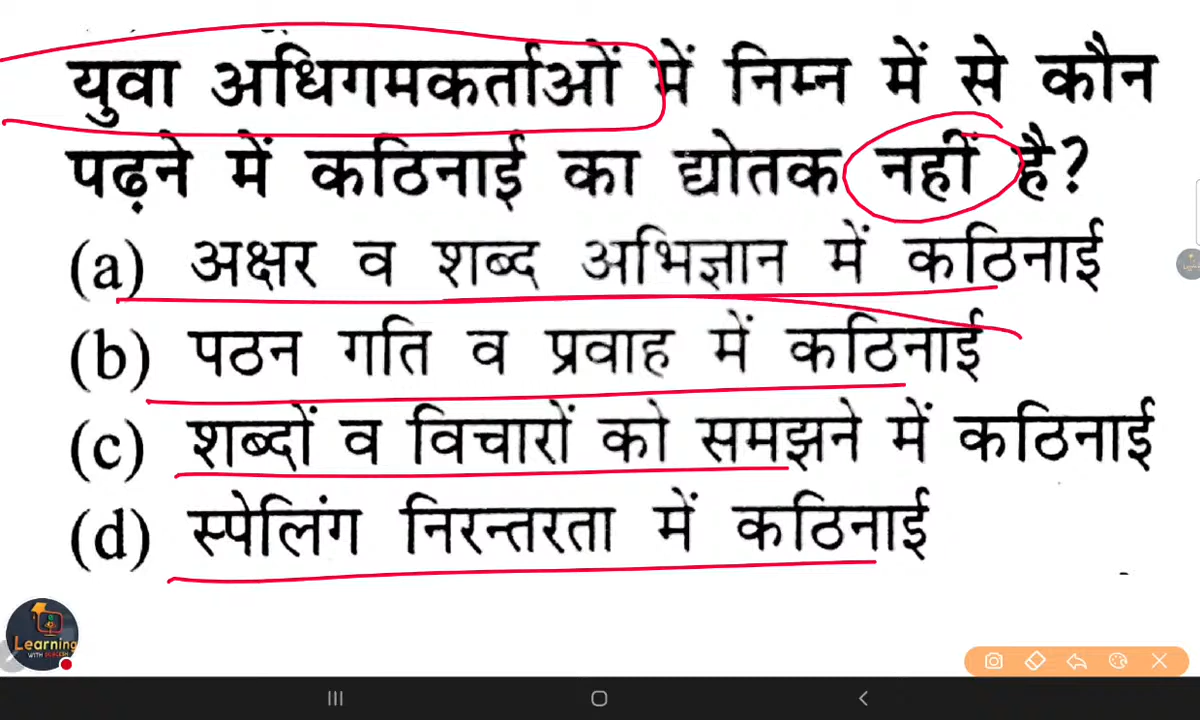 युवा अधिगमकर्ताओं में निम्न में से कौन
पढ़ने में कठिनाई का द्योतक नहीं है?
(a) अक्षर व शब्द अभिज्ञान में कठिनाई
(b) पठन गति व प्रवाह में कठिनाई
(c) शब्दों व विचारों को समझने में कठिनाई
(d) स्पेलिंग निरन्तरता में कठिनाई
Learning